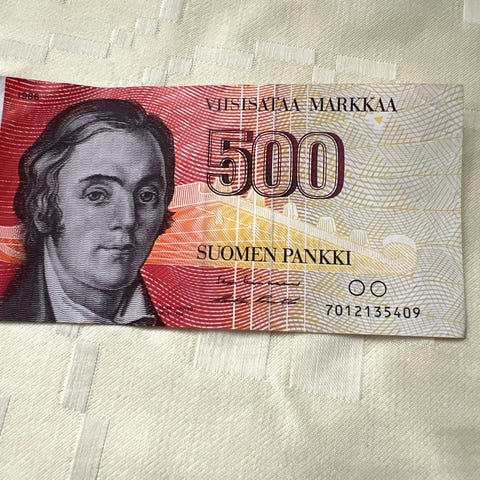 1986
VIISISATAA MARKKAA
500
SUOMEN PANKKI
7012135409